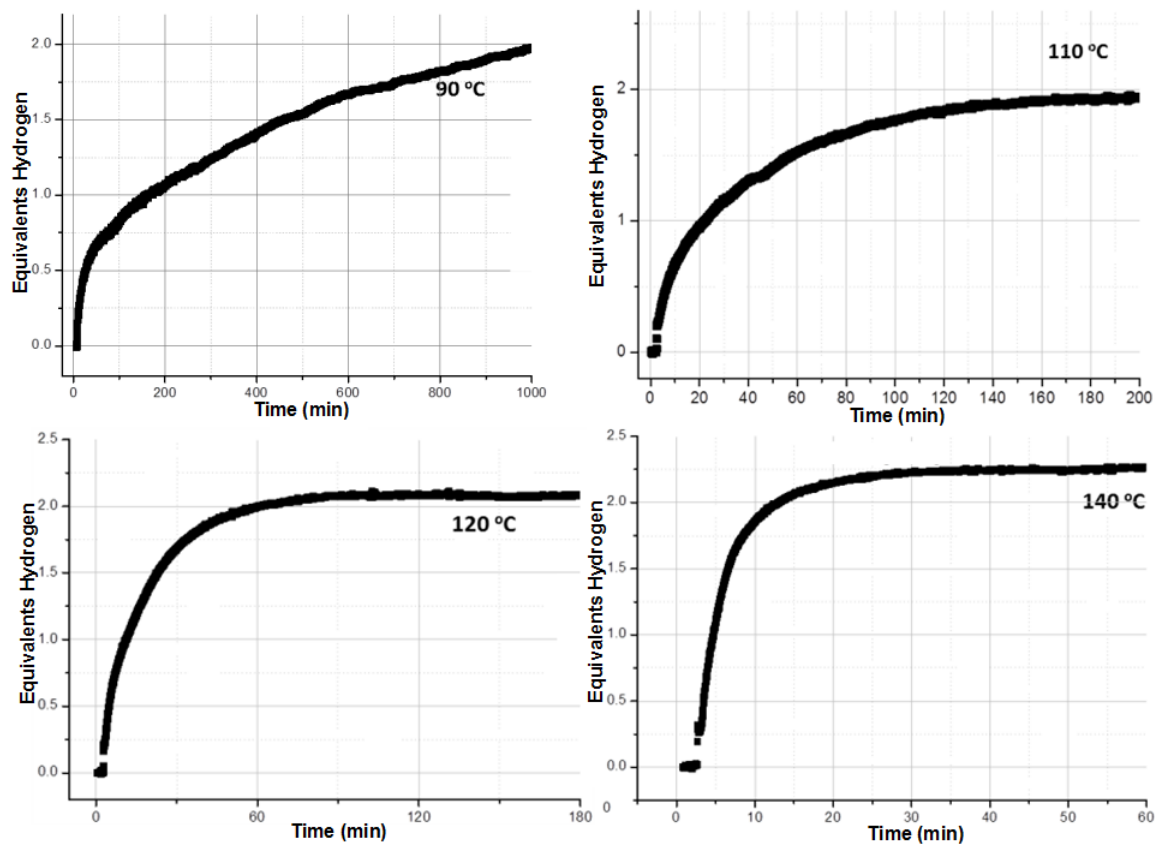 90 °C
Equivalents Hydrogen
2.0
1.5
1.0
0.5
0.0
0 200 400 600 800 1000
Time (min)
110 °C
Equivalents Hydrogen
2
1
0
0 20 40 60 80 100 120 140 160 180 200
Time (min)
120 °C
Equivalents Hydrogen
2.5
2.0
1.5
1.0
0.5
0.0
0 60 120 180
Time (min)
140 °C
Equivalents Hydrogen
2.5
2.0
1.5
1.0
0.5
0.0
0
0 10 20 30 40 50 60
Time (min)